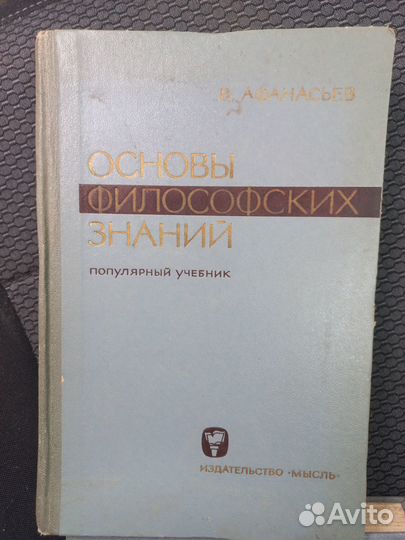 В. АФАНАСЬЕВ
ОСНОВЫ
ФИЛОСОФСКИХ
ЗНАНИЙ
ПОПУЛЯРНЫЙ УЧЕБНИК
ИЗДАТЕЛЬСТВО «МЫСЛЬ»
Avito